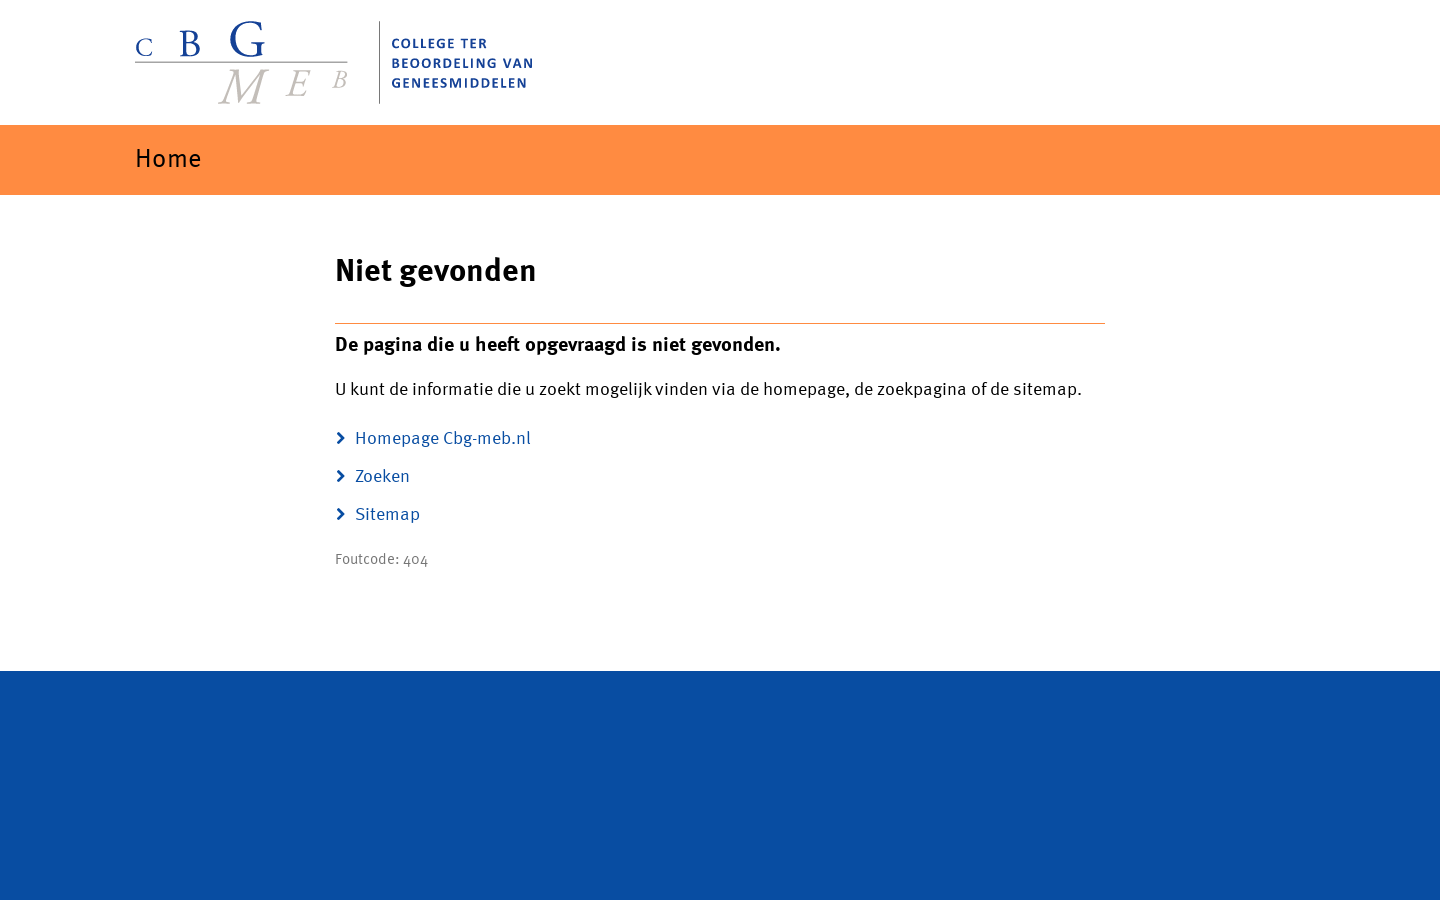 C B G
M E B
COLLEGE TER
BEOORDELING VAN
GENEESMIDDELEN
Home
Niet gevonden
De pagina die u heeft opgevraagd is niet gevonden.
U kunt de informatie die u zoekt mogelijk vinden via de homepage, de zoekpagina of de sitemap.
Homepage Cbg-meb.nl
Zoeken
Sitemap
Foutcode: 404